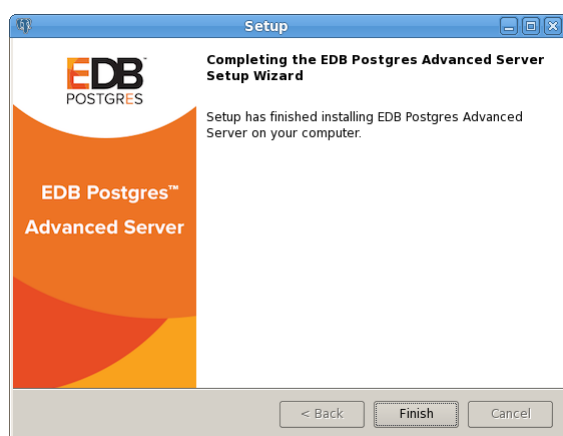 Setup
EDB
POSTGRES
EDB Postgres™
Advanced Server
Completing the EDB Postgres Advanced Server
Setup Wizard
Setup has finished installing EDB Postgres Advanced
Server on your computer.
< Back
Finish
Cancel